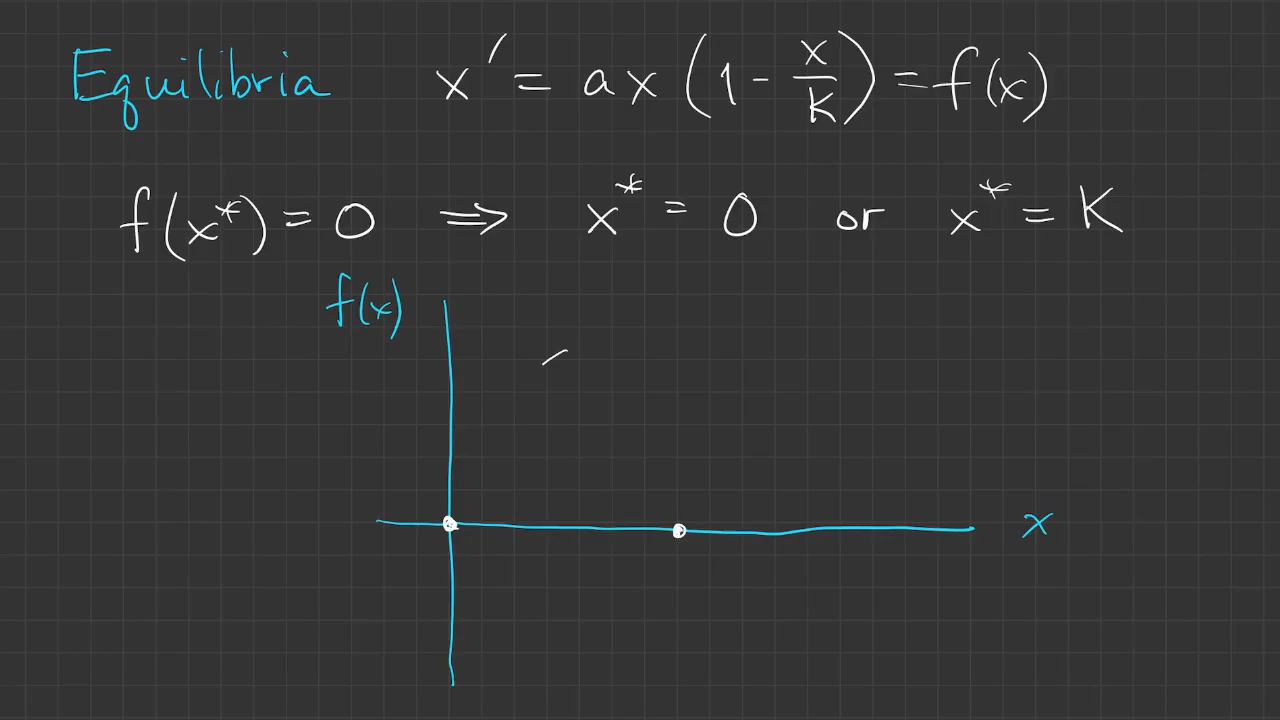 Equilibria x' = ax(1 - x/K) = f(x)
f(x*) = 0 ⟹ x* = 0 or x* = K
f(x)
x